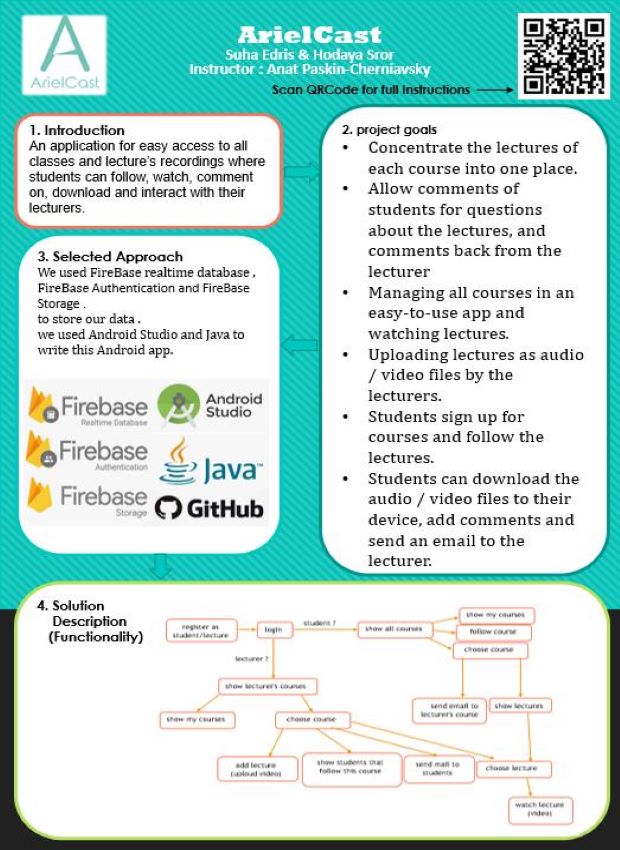 ArielCast
ArielCast
Suha Edris & Hodaya Sror
Instructor : Anat Paskin-Cherniavsky
Scan QRCode for full Instructions
1. Introduction
An application for easy access to all
classes and lecture's recordings where
students can follow, watch, comment
on, download and interact with their
lecturers.
2. project goals
• Concentrate the lectures of
each course into one place.
• Allow comments of
students for questions
about the lectures, and
comments back from the
lecturer
• Managing all courses in an
easy-to-use app and
watching lectures.
• Uploading lectures as audio
/ video files by the
lecturers.
• Students sign up for
courses and follow the
lectures.
• Students can download the
audio / video files to their
device, add comments and
send an email to the
lecturer.
3. Selected Approach
We used FireBase realtime database ,
FireBase Authentication and FireBase
Storage .
to store our data .
we used Android Studio and Java to
write this Android app.
Firebase
Realtime Database
Android
Studio
Firebase
Authentication
Java™
Firebase
Storage
GitHub
4. Solution
Description
(Functionality)
register as
student/lecture
login
student ?
show all courses
show my courses
follow course
choose course
lecturer ?
show lecturer's courses
send email to
lecturer's course
show lectures
show my courses
choose course
add lecture
(uploud video)
show students that
follow this course
send mail to
students
choose lecture
watch lecture
(video)